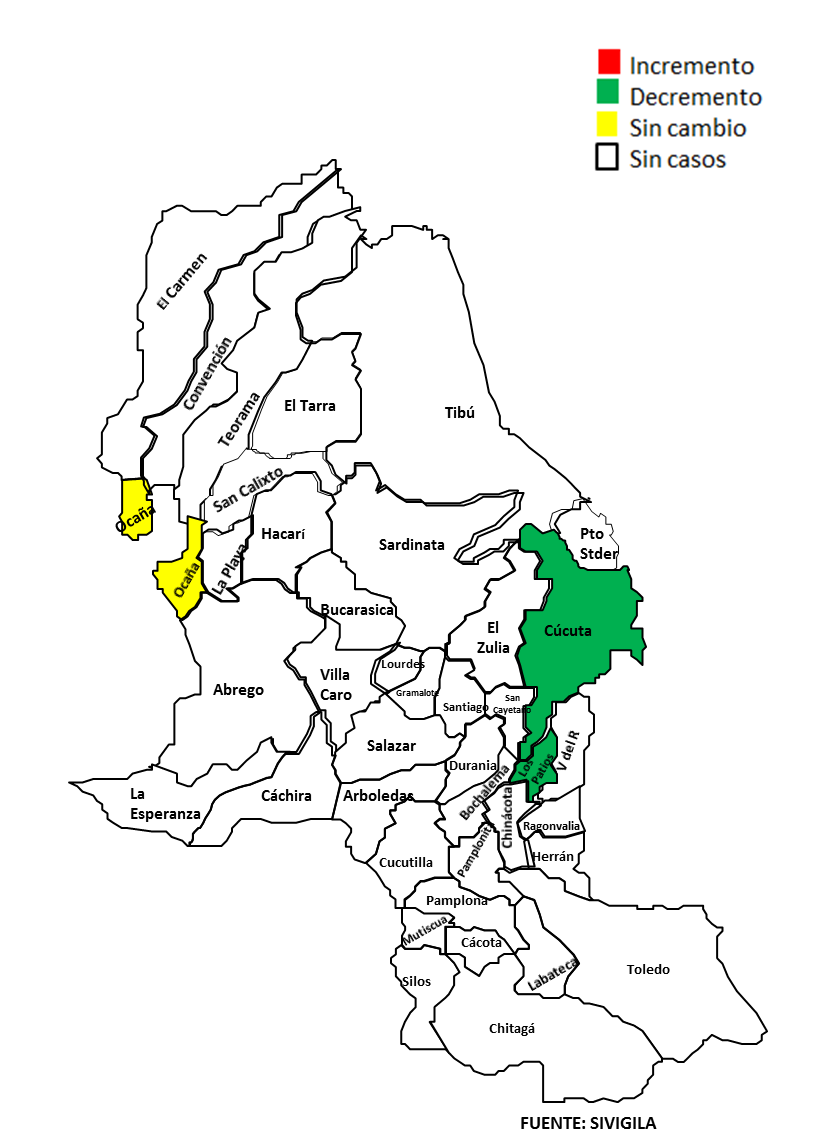 Incremento
Decremento
Sin cambio
Sin casos
El Carmen
Convención
Teorama
El Tarra
Tibú
San Calixto
Ocaña
Hacarí
La Playa
Sardinata
Pto
Stder
Ocaña
Bucarasica
El
Zulia
Cúcuta
Abrego
Villa
Caro
Lourdes
Gramalote
Santiago
San
Cayetano
Salazar
Durania
Los
Patios
V del R
La
Esperanza
Cáchira
Arboledas
Bochalema
Chinácota
Ragonvalia
Cucutilla
Pamplonit
Herrán
Pamplona
Mutiscua
Cácota
Silos
Labateca
Toledo
Chitagá
FUENTE: SIVIGILA